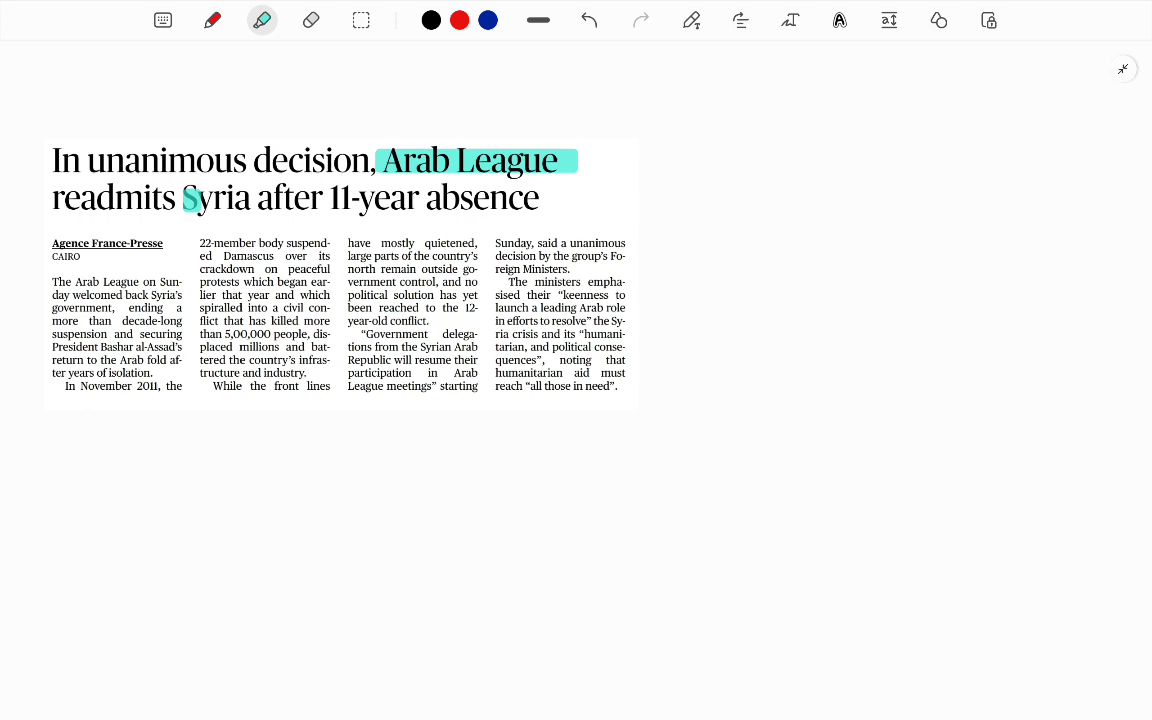 In unanimous decision, Arab League
readmits Syria after 11-year absence
Agence France-Presse
CAIRO
The Arab League on Sun-
day welcomed back Syria's
government, ending a
more than decade-long
suspension and securing
President Bashar al-Assad's
return to the Arab fold af-
ter years of isolation.
In November 2011, the
22-member body suspend-
ed Damascus over its
crackdown on peaceful
protests which began ear-
lier that year and which
spiralled into a civil con-
flict that has killed more
than 5,00,000 people, dis-
placed millions and bat-
tered the country's infras-
tructure and industry.
While the front lines
have mostly quietened,
large parts of the country's
north remain outside go-
vernment control, and no
political solution has yet
been reached to the 12-
year-old conflict.
“Government delega-
tions from the Syrian Arab
Republic will resume their
participation in Arab
League meetings” starting
Sunday, said a unanimous
decision by the group's Fo-
reign Ministers.
The ministers empha-
sised their “keenness to
launch a leading Arab role
in efforts to resolve” the Sy-
ria crisis and its “humani-
tarian, and political conse-
quences”, noting that
humanitarian aid must
reach “all those in need”.